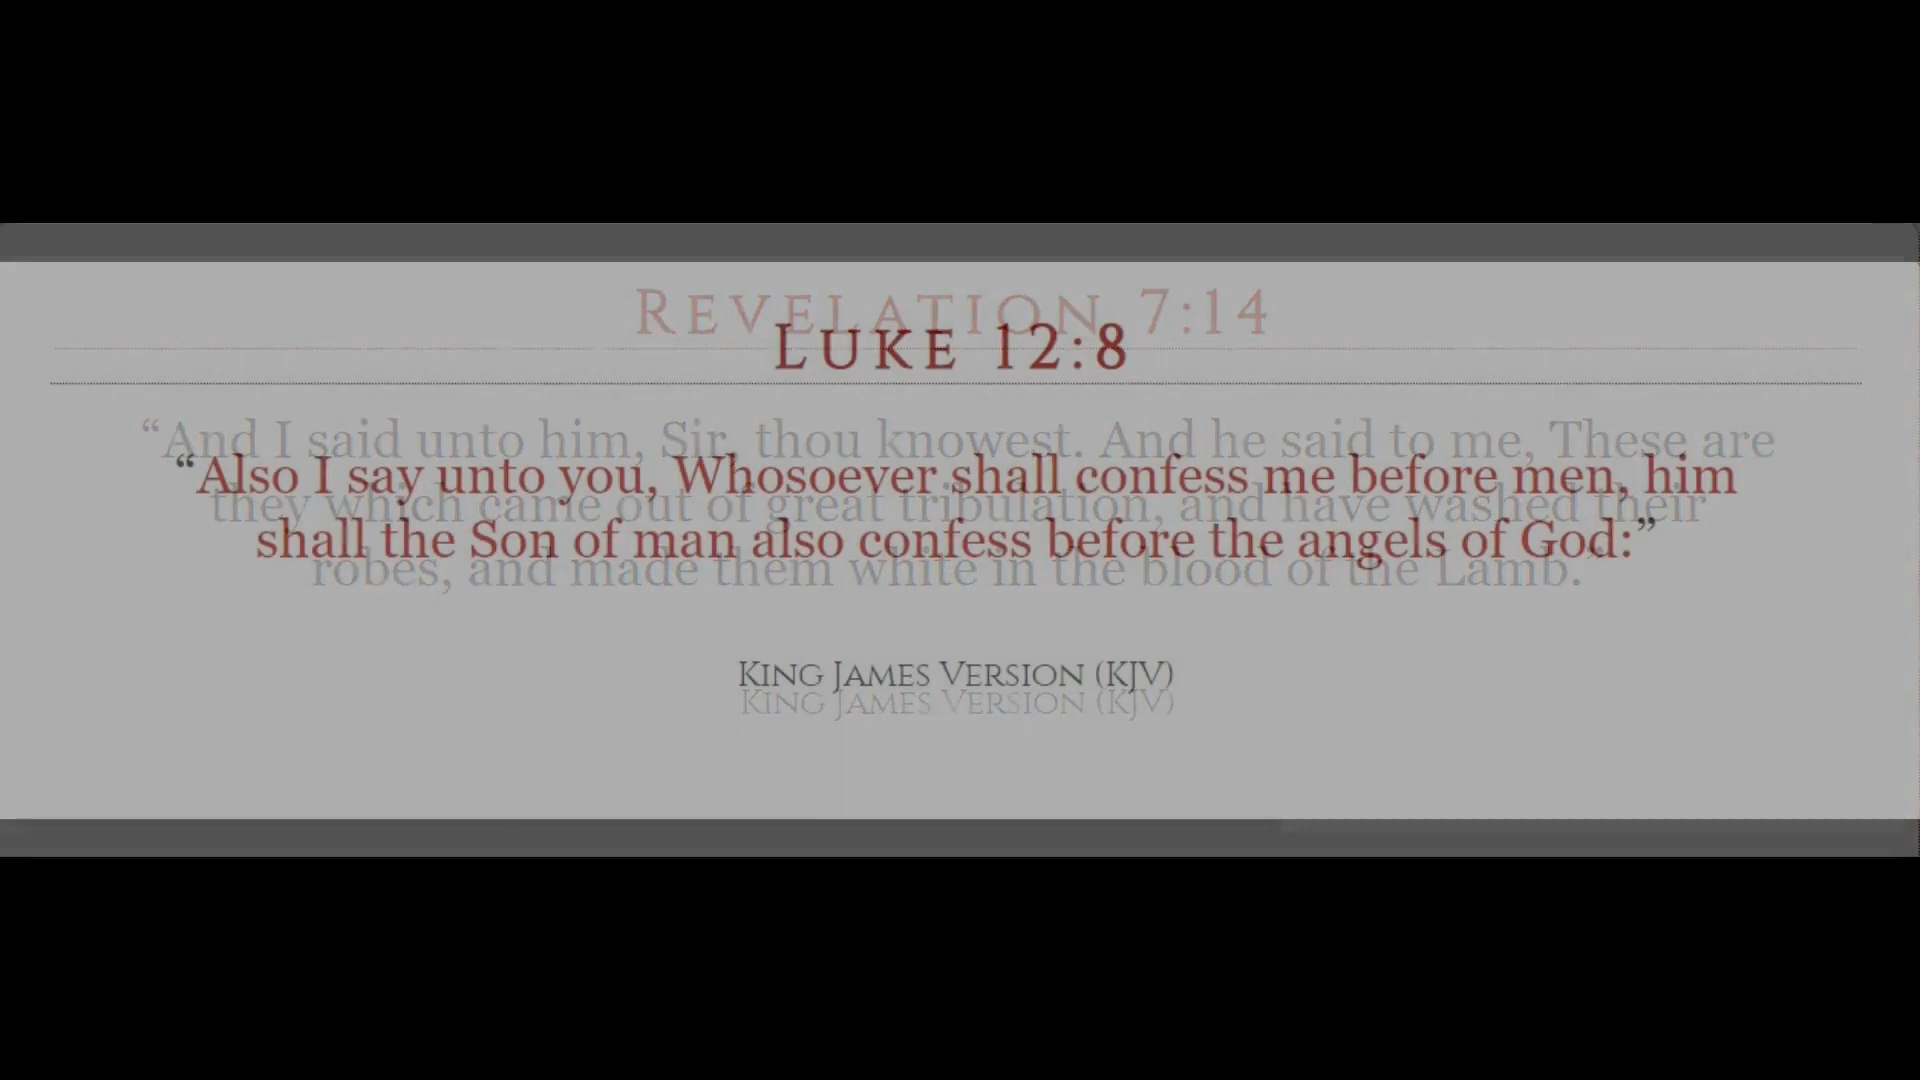 Revelation 7:14
Luke 12:8
“And I said unto him, Sir, thou knowest. And he said to me, These are
“Also I say unto you, Whosoever shall confess me before men, him
they which came out of great tribulation, and have washed their
shall the Son of man also confess before the angels of God:”
robes, and made them white in the blood of the Lamb.”
King James Version (KJV)
King James Version (KJV)